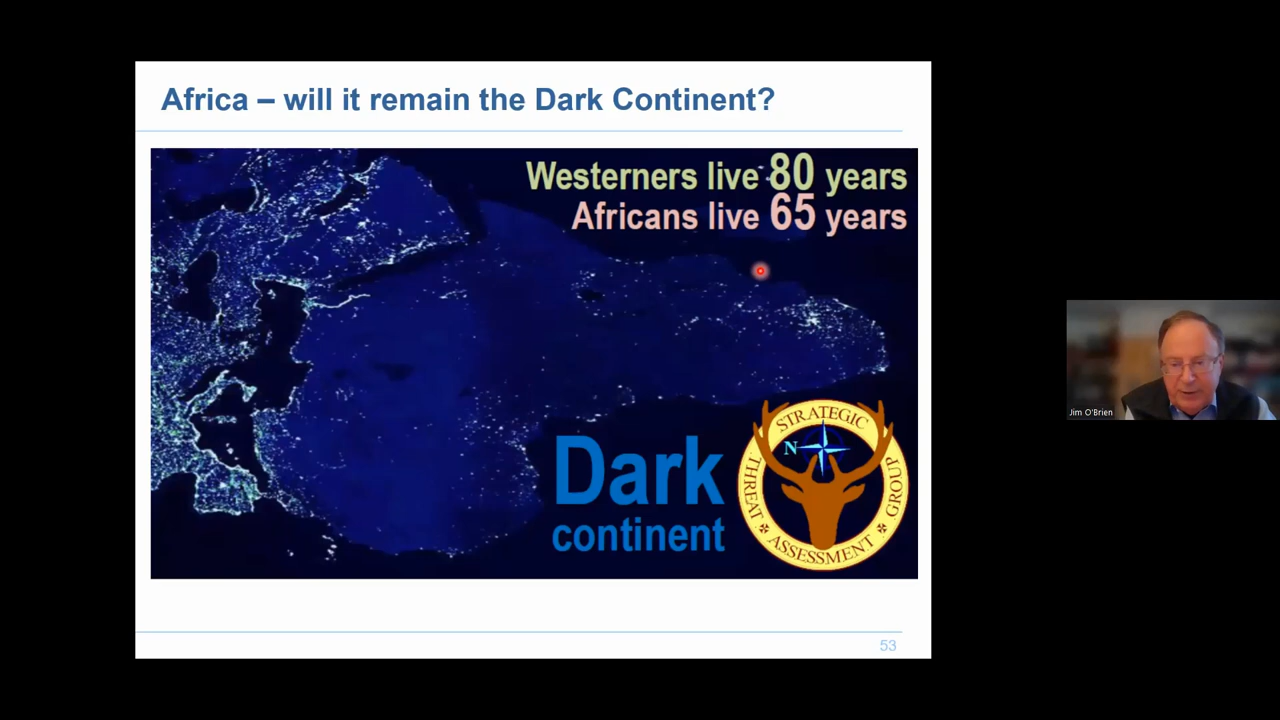 Africa – will it remain the Dark Continent?
Westerners live 80 years
Africans live 65 years
Dark
continent
STRATEGIC
THREAT
N
GROUP
ASSESSMENT
Jim O'Brien
53